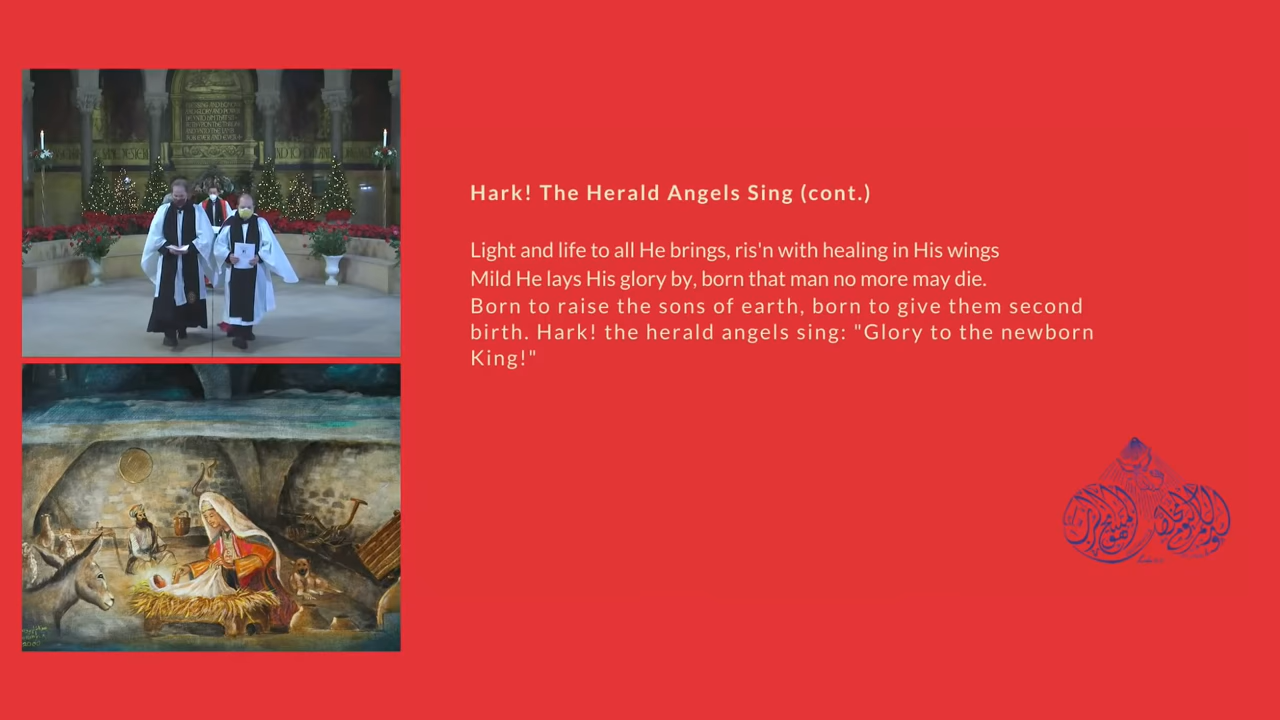 Hark! The Herald Angels Sing (cont.)
Light and life to all He brings, ris'n with healing in His wings
Mild He lays His glory by, born that man no more may die.
Born to raise the sons of earth, born to give them second
birth. Hark! the herald angels sing: "Glory to the newborn
King!"